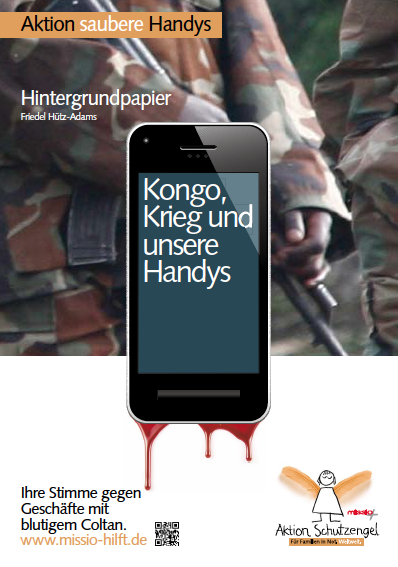 Aktion saubere Handys
Hintergrundpapier
Friedel Hütz-Adams
Kongo,
Krieg und
unsere
Handys
Ihre Stimme gegen
Geschäfte mit
blutigem Coltan.
www.missio-hilft.de
missio
Aktion Schutzengel
Für Familien in Not. Weltweit.